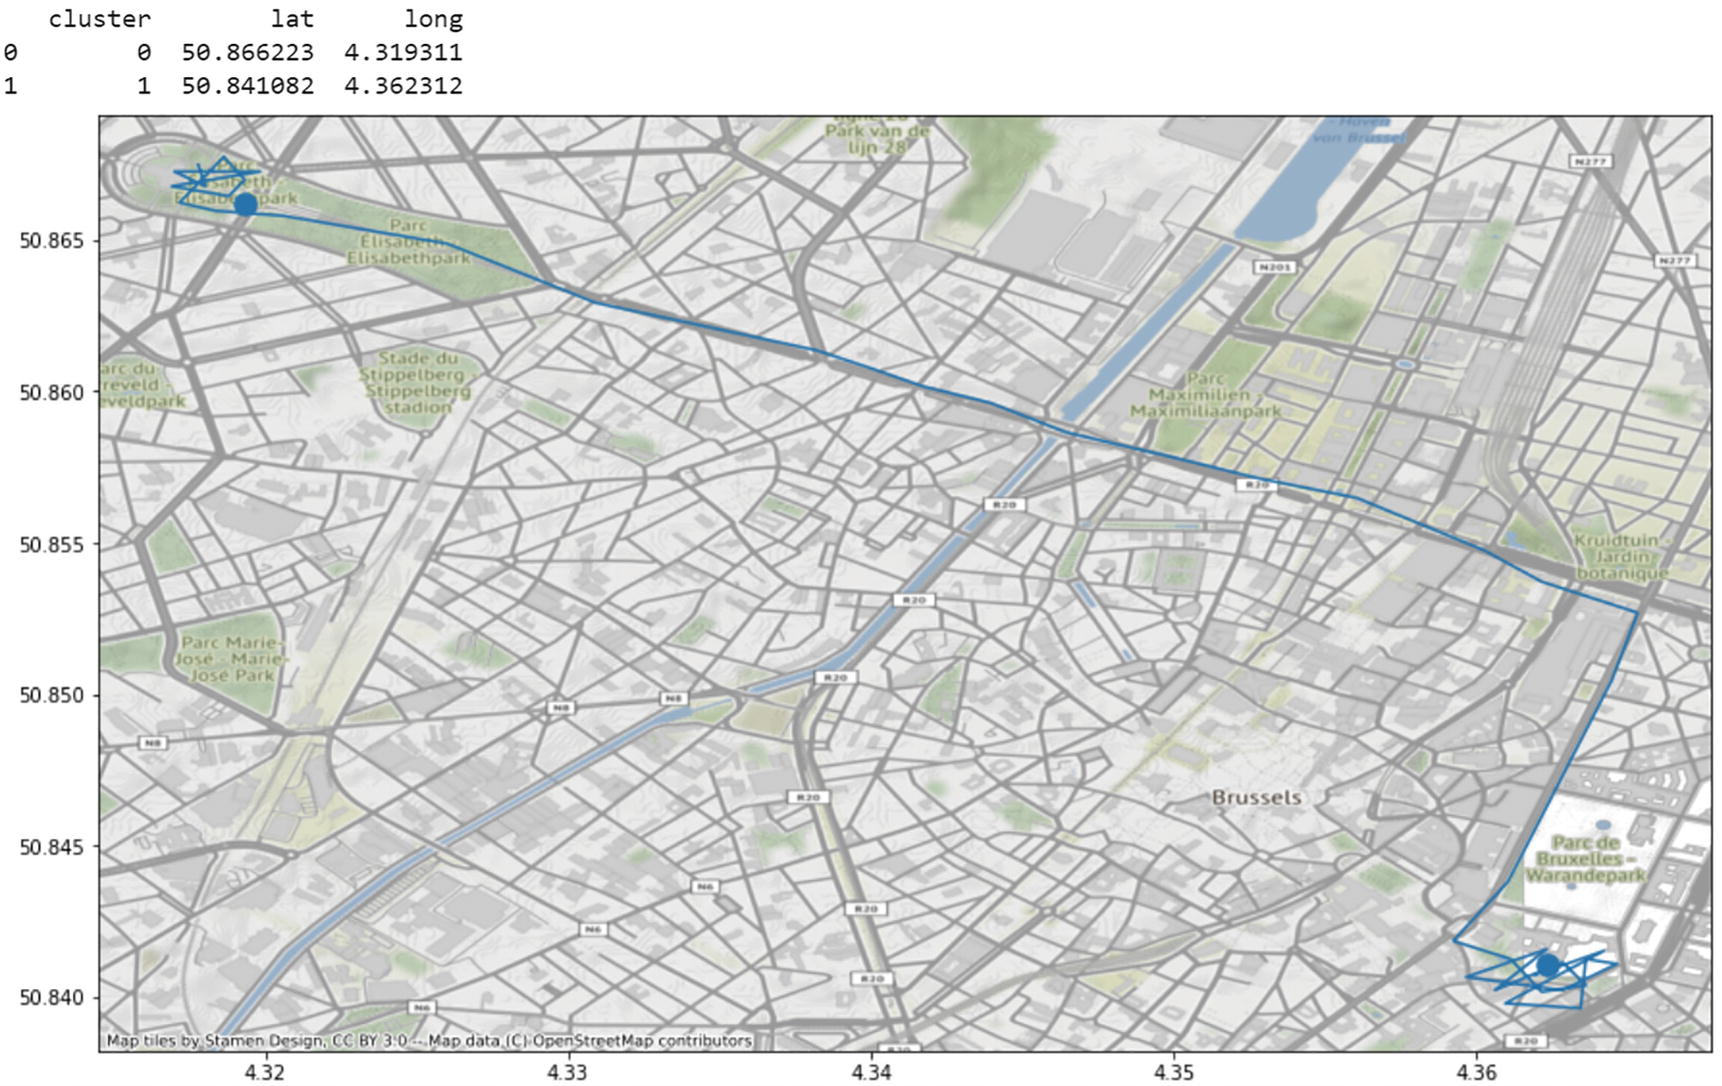 cluster lat long
0 0 50.866223 4.319311
1 1 50.841082 4.362312
Park van de
lijn 28
- Haven
van Brussel
N277
N277
N201
Parc
Elisabeth -
Elisabethpark
Parc
Élisabeth -
Elisabethpark
50.865
Stade du
Stippelberg -
Stippelberg
stadion
arc du
reveld -
eveldpark
50.860
Parc
Maximilien -
Maximiliaanpark
R20
R20
50.855
Kruidtuin -
Jardin
botanique
R20
Parc Marie-
José - Marie-
José Park
R20
50.850
N8
N8
N8
R20
Brussels
50.845
Parc de
Bruxelles -
Warandepark
N6
R20
N6
R20
50.840
N6
R20
R20
Map tiles by Stamen Design, CC BY 3.0 -- Map data (C) OpenStreetMap contributors
4.32 4.33 4.34 4.35 4.36